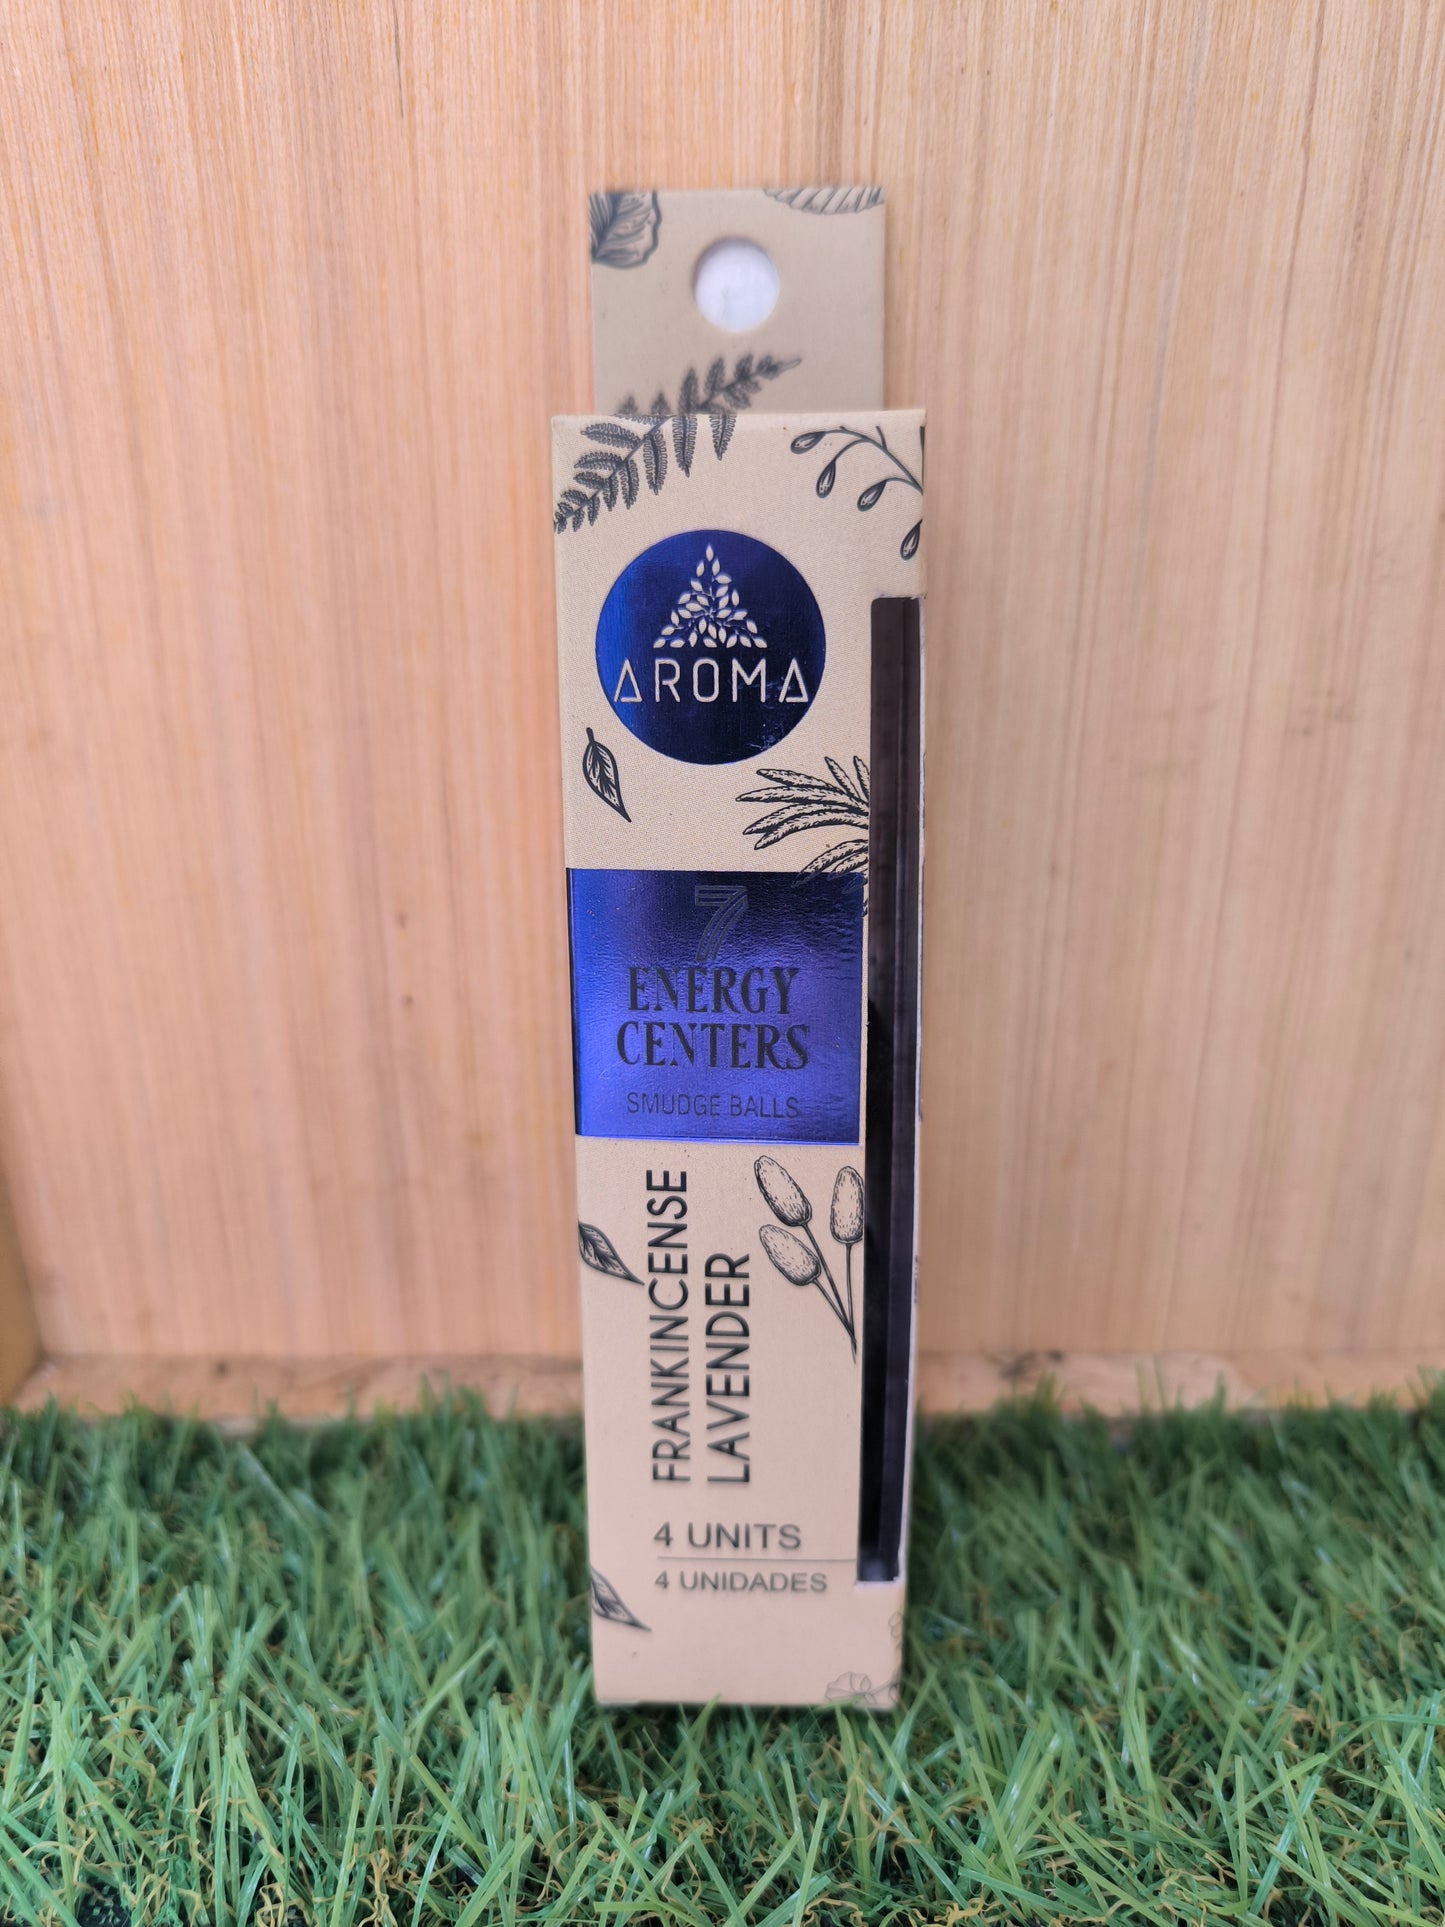 AROMA
7
ENERGY
CENTERS
SMUDGE BALLS
FRANKINCENSE
LAVENDER
4 UNITS
4 UNIDADES